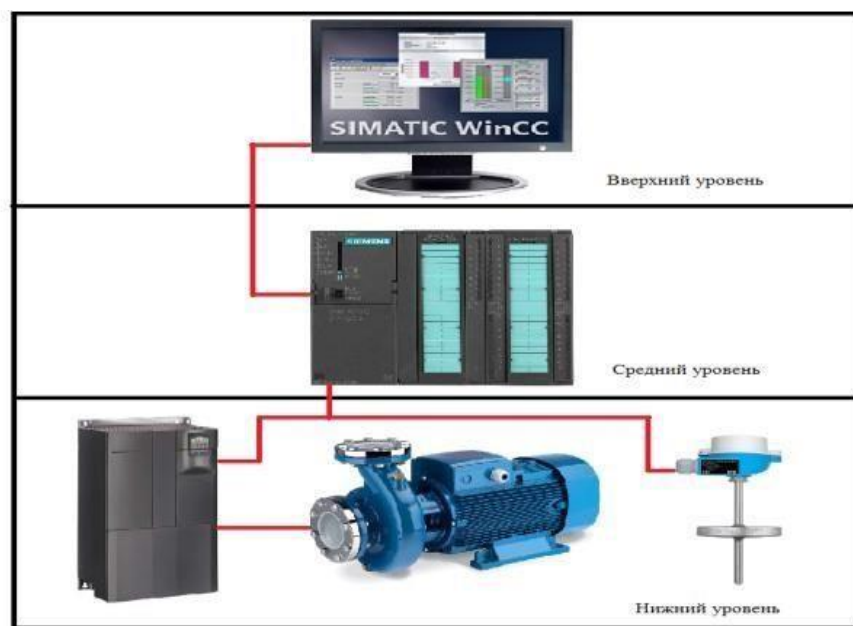 SIMATIC WinCC
Вверхний уровень
SIEMENS
Средний уровень
Нижний уровень